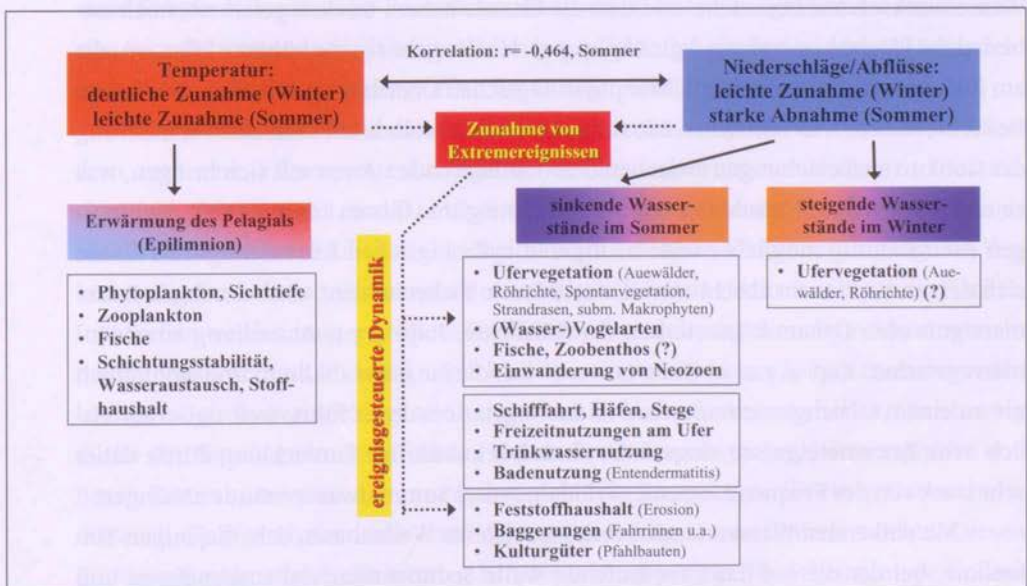 Korrelation: r= -0,464, Sommer
Temperatur:
deutliche Zunahme (Winter)
leichte Zunahme (Sommer)
Niederschläge/Abflüsse:
leichte Zunahme (Winter)
starke Abnahme (Sommer)
Zunahme von
Extremereignissen
Erwärmung des Pelagials
(Epilimnion)
sinkende Wasser-
stände im Sommer
steigende Wasser-
stände im Winter
• Phytoplankton, Sichttiefe
• Zooplankton
• Fische
• Schichtungsstabilität,
Wasseraustausch, Stoff-
haushalt
ereignisgesteuerte Dynamik
• Ufervegetation (Auewälder,
Röhrichte, Spontanvegetation,
Strandrasen, subm. Makrophyten)
• (Wasser-)Vogelarten
• Fische, Zoobenthos (?)
• Einwanderung von Neozoen
• Ufervegetation (Aue-
wälder, Röhrichte) (?)
• Schifffahrt, Häfen, Stege
• Freizeitnutzungen am Ufer
• Trinkwassernutzung
• Badenutzung (Entendermatitis)
• Feststoffhaushalt (Erosion)
• Baggerungen (Fahrrinnen u.ä.)
• Kulturgüter (Pfahlbauten)